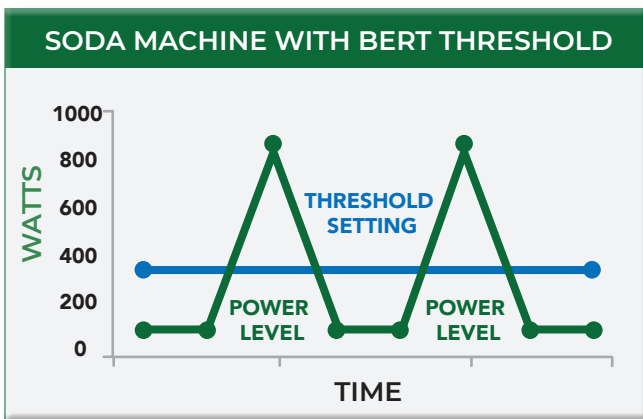 SODA MACHINE WITH BERT THRESHOLD
1000
800
600
400
200
0
WATTS
THRESHOLD
SETTING
POWER
LEVEL
POWER
LEVEL
TIME